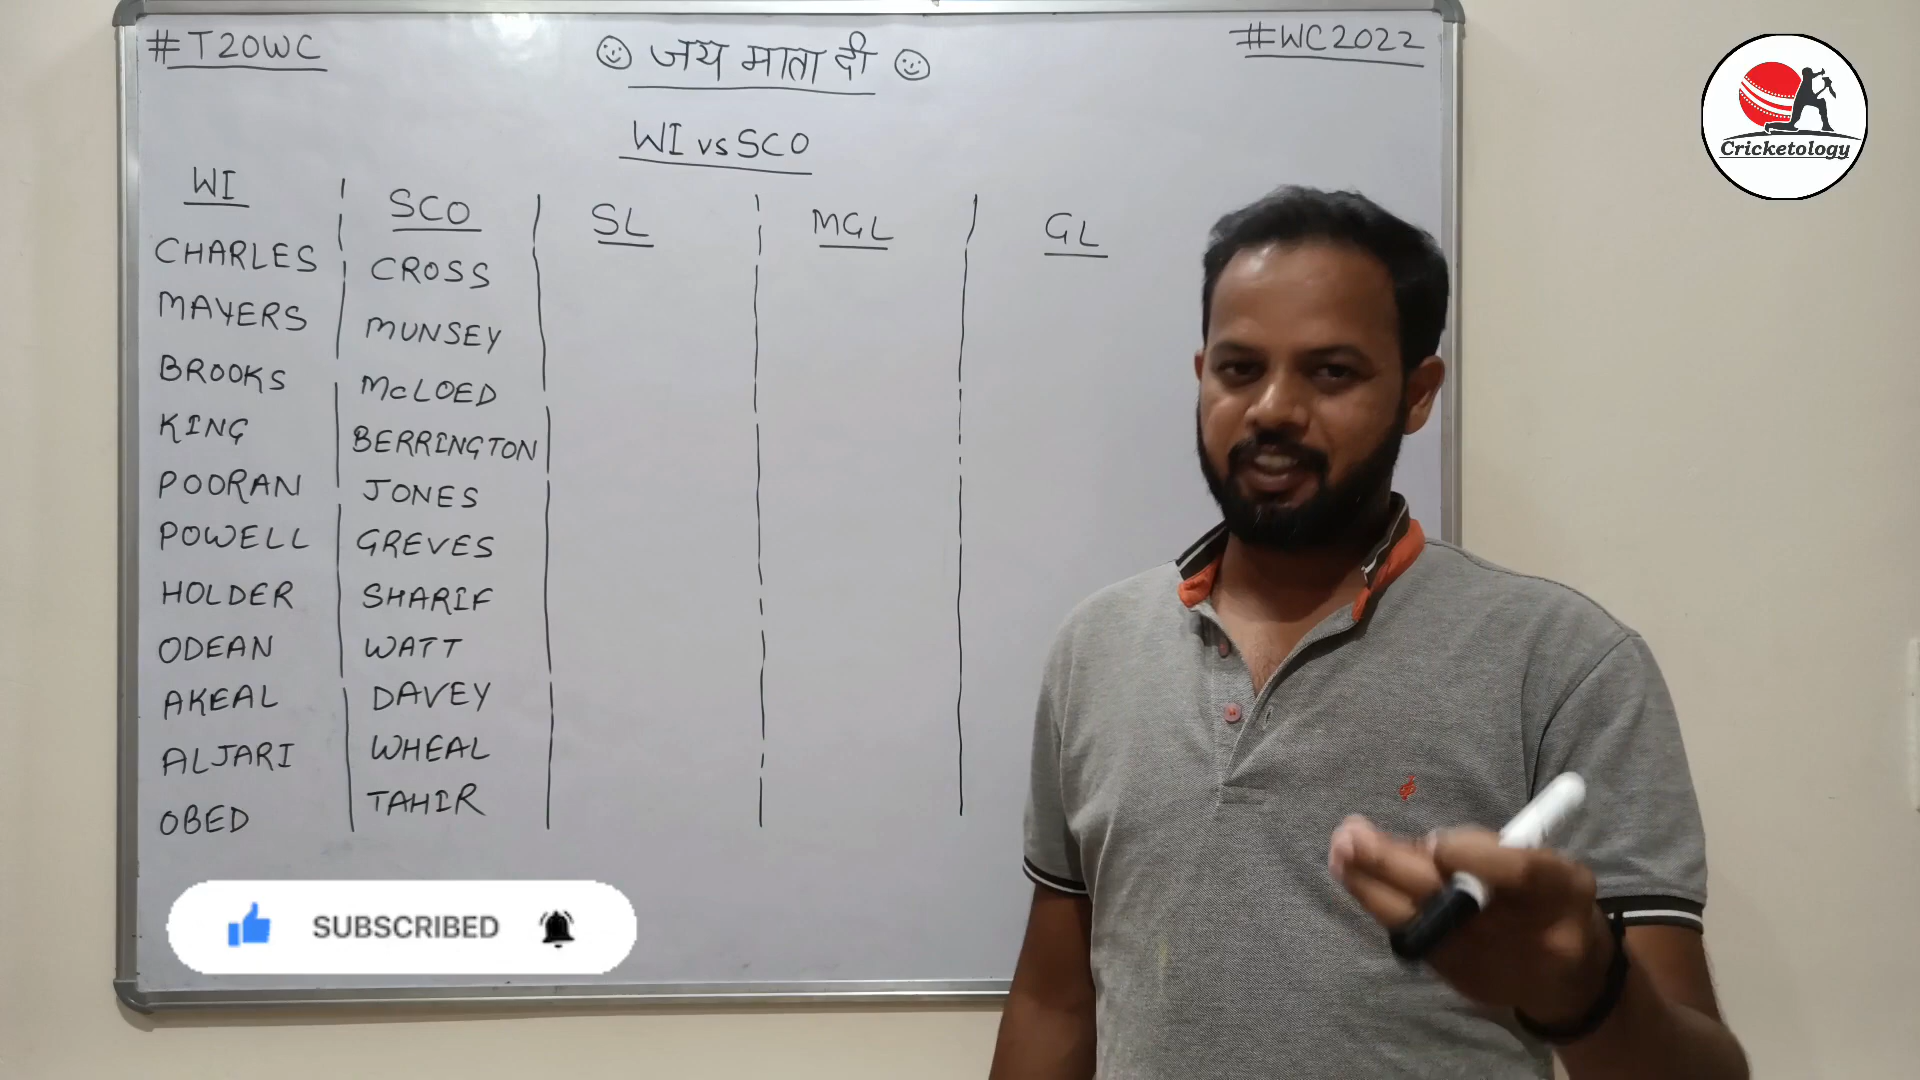 #T20WC
☺ जय माता दी ☺
#WC2022
Cricketology
WI vs SCO
WI
CHARLES
MAYERS
BROOKS
KING
POORAN
POWELL
HOLDER
ODEAN
AKEAL
ALJARI
OBED
SCO
CROSS
MUNSEY
McLOED
BERRINGTON
JONES
GREVES
SHARIF
WATT
DAVEY
WHEAL
TAHIR
SL
MGL
GL
SUBSCRIBED